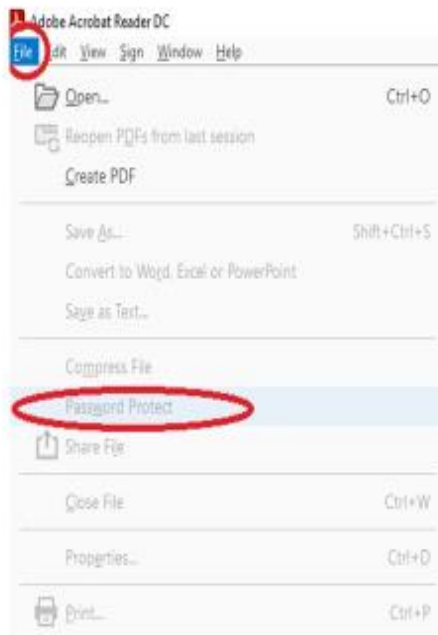 Adobe Acrobat Reader DC
File Edit View Sign Window Help
Open... Ctrl+O
Reopen PDFs from last session
Create PDF
Save As... Shift+Ctrl+S
Convert to Word, Excel or PowerPoint
Save as Text...
Compress File
Password Protect
Share File
Close File Ctrl+W
Properties... Ctrl+D
Print... Ctrl+P